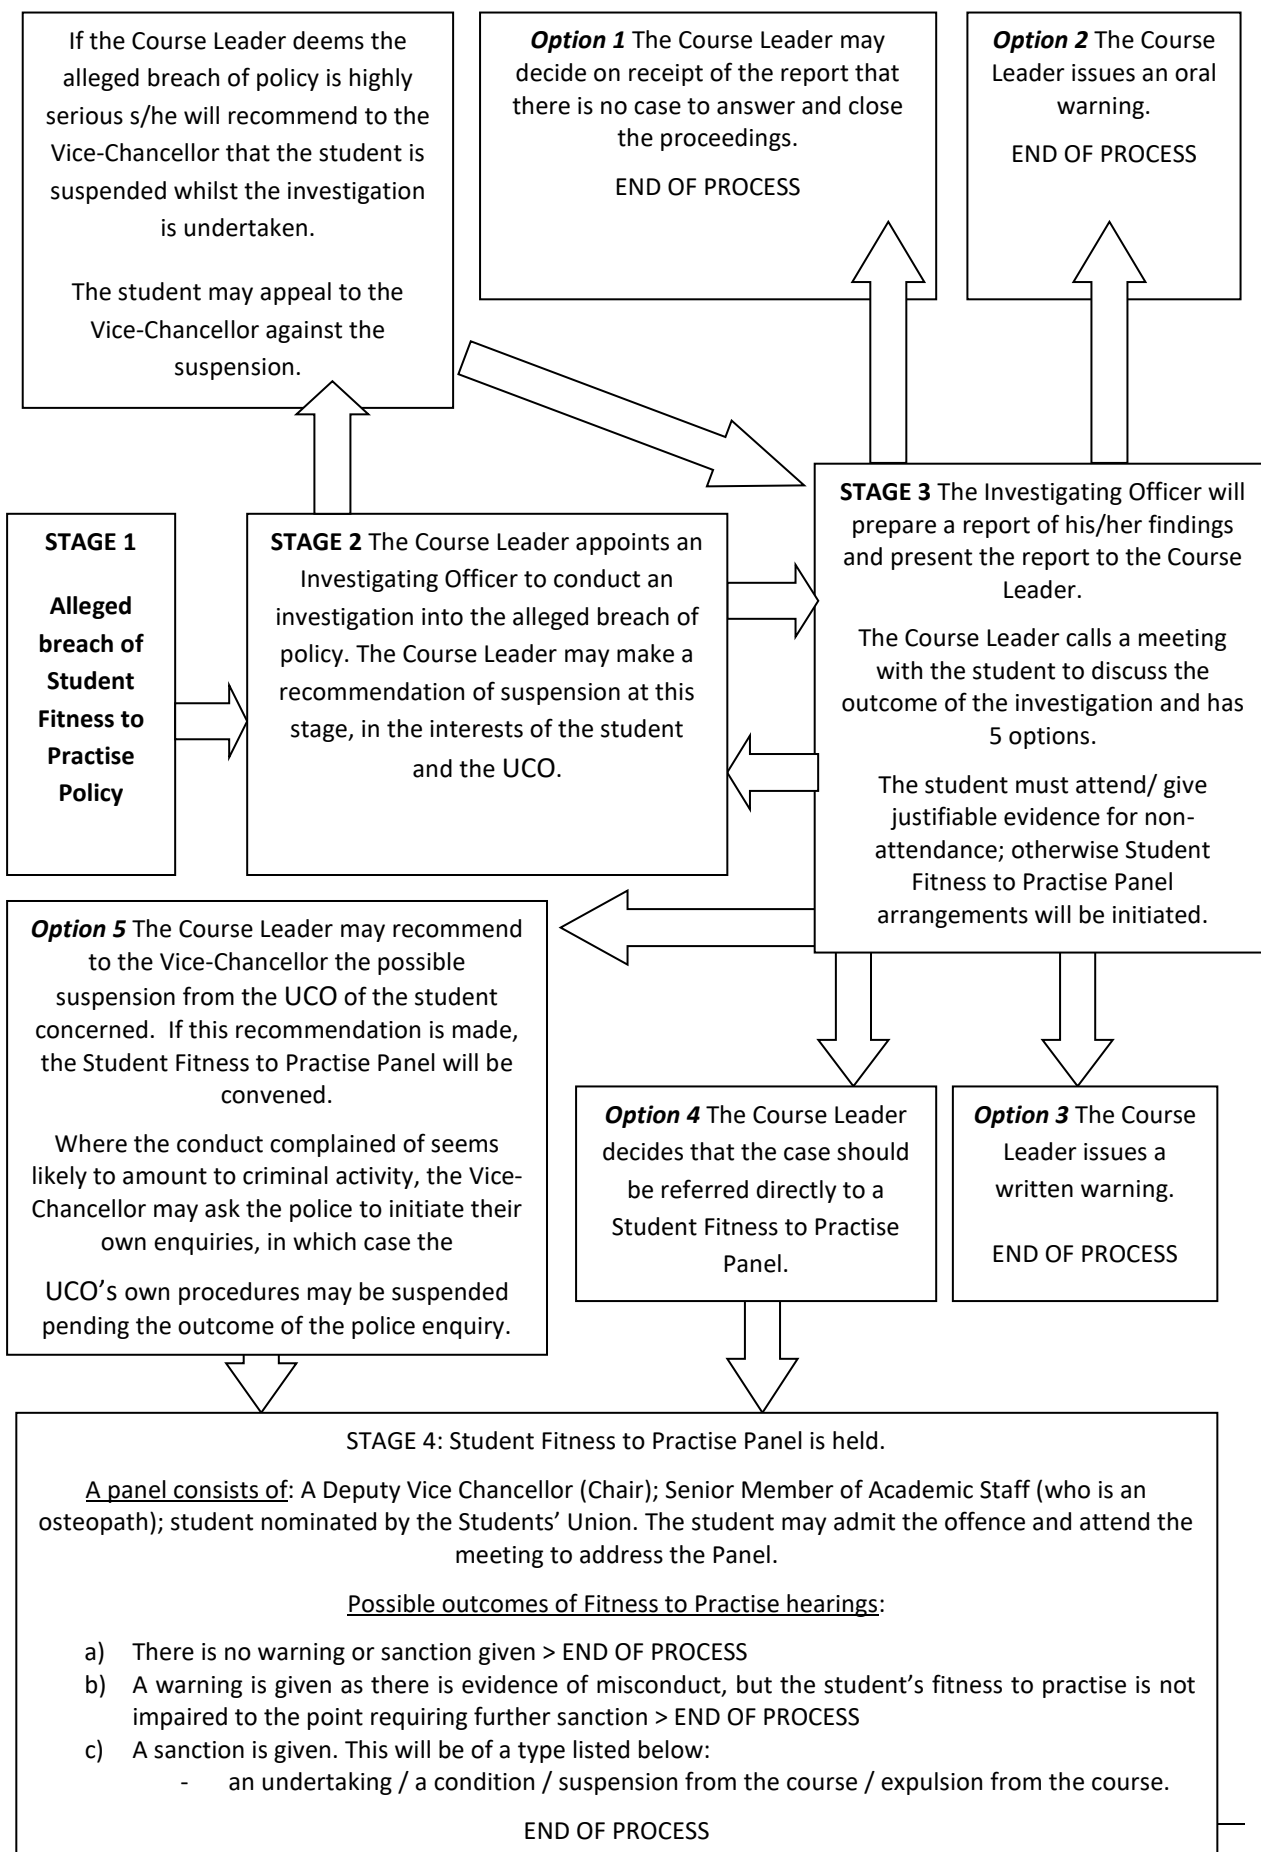 If the Course Leader deems the
alleged breach of policy is highly
serious s/he will recommend to the
Vice-Chancellor that the student is
suspended whilst the investigation
is undertaken.
The student may appeal to the
Vice-Chancellor against the
suspension.
Option 1 The Course Leader may
decide on receipt of the report that
there is no case to answer and close
the proceedings.
END OF PROCESS
Option 2 The Course
Leader issues an oral
warning.
END OF PROCESS
STAGE 1
Alleged
breach of
Student
Fitness to
Practise
Policy
STAGE 2 The Course Leader appoints an
Investigating Officer to conduct an
investigation into the alleged breach of
policy. The Course Leader may make a
recommendation of suspension at this
stage, in the interests of the student
and the UCO.
STAGE 3 The Investigating Officer will
prepare a report of his/her findings
and present the report to the Course
Leader.
The Course Leader calls a meeting
with the student to discuss the
outcome of the investigation and has
5 options.
The student must attend/ give
justifiable evidence for non-
attendance; otherwise Student
Fitness to Practise Panel
arrangements will be initiated.
Option 5 The Course Leader may recommend
to the Vice-Chancellor the possible
suspension from the UCO of the student
concerned.  If this recommendation is made,
the Student Fitness to Practise Panel will be
convened.
Where the conduct complained of seems
likely to amount to criminal activity, the Vice-
Chancellor may ask the police to initiate their
own enquiries, in which case the
UCO's own procedures may be suspended
pending the outcome of the police enquiry.
Option 4 The Course Leader
decides that the case should
be referred directly to a
Student Fitness to Practise
Panel.
Option 3 The Course
Leader issues a
written warning.
END OF PROCESS
STAGE 4: Student Fitness to Practise Panel is held.
A panel consists of: A Deputy Vice Chancellor (Chair); Senior Member of Academic Staff (who is an
osteopath); student nominated by the Students' Union. The student may admit the offence and attend the
meeting to address the Panel.
Possible outcomes of Fitness to Practise hearings:
a) There is no warning or sanction given > END OF PROCESS
b) A warning is given as there is evidence of misconduct, but the student's fitness to practise is not
impaired to the point requiring further sanction > END OF PROCESS
c) A sanction is given. This will be of a type listed below:
- an undertaking / a condition / suspension from the course / expulsion from the course.
END OF PROCESS